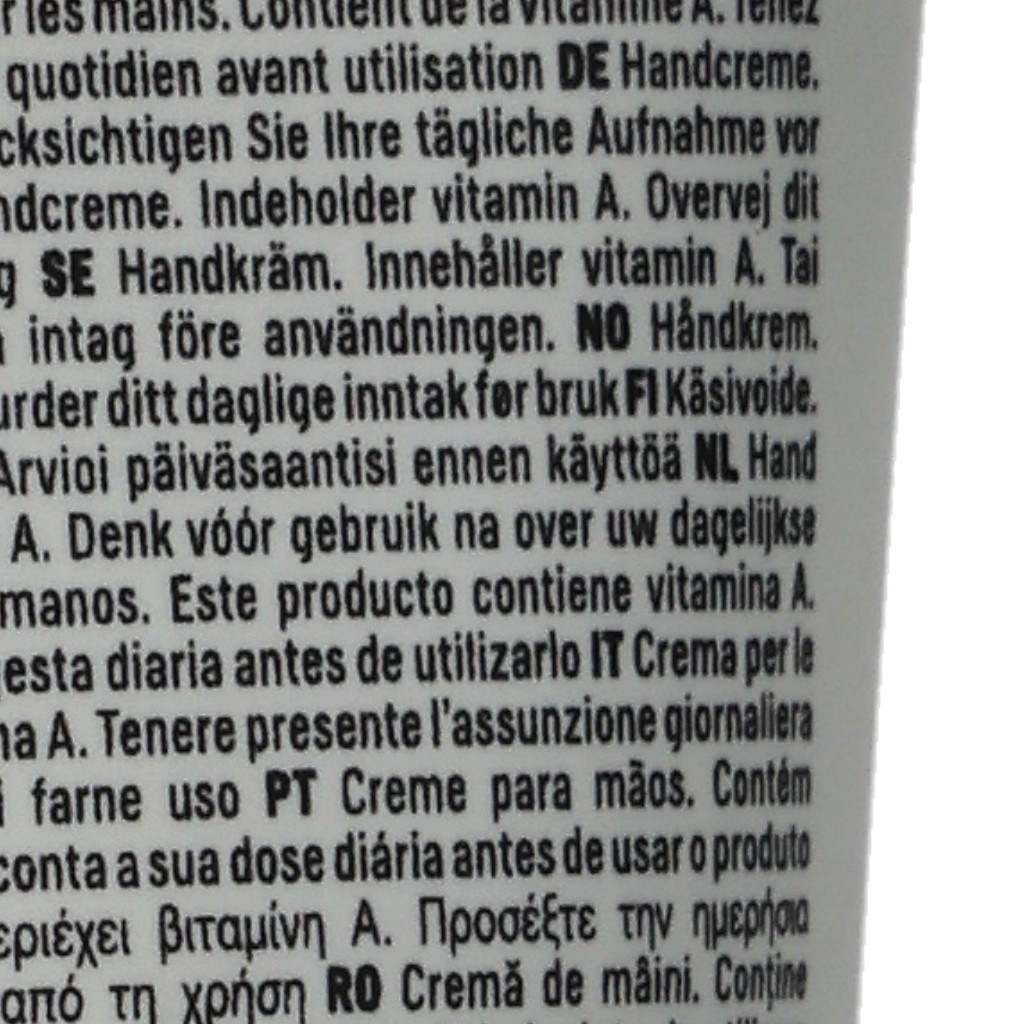 les mains. Contient de la vitamine A. Tenez
quotidien avant utilisation DE Handcreme.
cksichtigen Sie Ihre tägliche Aufnahme vor
ndcreme. Indeholder vitamin A. Overvej dit
g SE Handkräm. Innehåller vitamin A. Tai
intag före användningen. NO Håndkrem.
urder ditt daglige inntak før bruk FI Käsivoide.
Arvioi päiväsaantisi ennen käyttöä NL Hand
A. Denk vóór gebruik na over uw dagelijkse
manos. Este producto contiene vitamina A.
gesta diaria antes de utilizarlo IT Crema per le
na A. Tenere presente l'assunzione giornaliera
i farne uso PT Creme para mãos. Contém
conta a sua dose diária antes de usar o produto
εριέχει βιταμίνη Α. Προσέξτε την ημερήσια
από τη χρήση RO Cremă de mâini. Conține